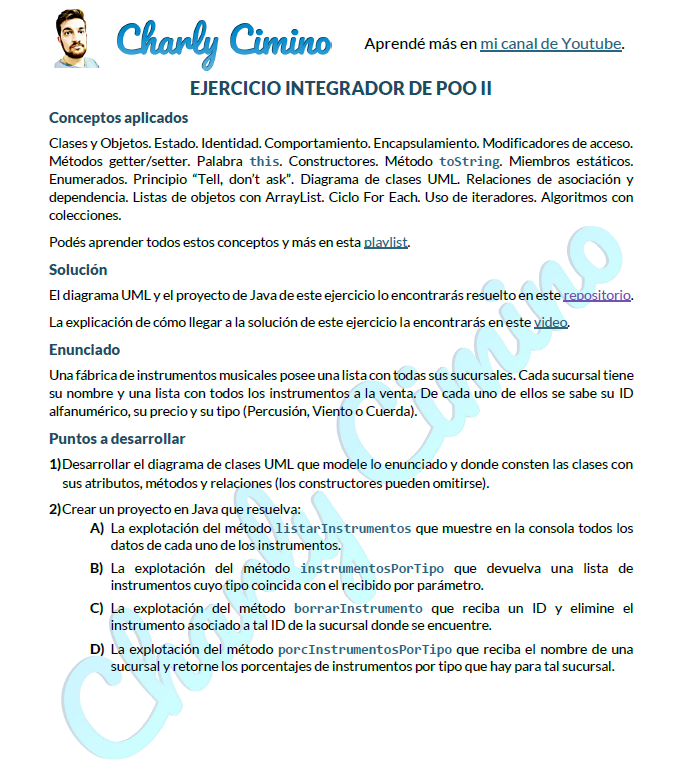 Charly Cimino
Aprendé más en mi canal de Youtube.
EJERCICIO INTEGRADOR DE POO II
Conceptos aplicados
Clases y Objetos. Estado. Identidad. Comportamiento. Encapsulamiento. Modificadores de acceso.
Métodos getter/setter. Palabra this. Constructores. Método toString. Miembros estáticos.
Enumerados. Principio “Tell, don’t ask”. Diagrama de clases UML. Relaciones de asociación y
dependencia. Listas de objetos con ArrayList. Ciclo For Each. Uso de iteradores. Algoritmos con
colecciones.
Podés aprender todos estos conceptos y más en esta playlist.
Solución
El diagrama UML y el proyecto de Java de este ejercicio lo encontrarás resuelto en este repositorio.
La explicación de cómo llegar a la solución de este ejercicio la encontrarás en este video.
Enunciado
Una fábrica de instrumentos musicales posee una lista con todas sus sucursales. Cada sucursal tiene
su nombre y una lista con todos los instrumentos a la venta. De cada uno de ellos se sabe su ID
alfanumérico, su precio y su tipo (Percusión, Viento o Cuerda).
Puntos a desarrollar
1)Desarrollar el diagrama de clases UML que modele lo enunciado y donde consten las clases con
sus atributos, métodos y relaciones (los constructores pueden omitirse).
2)Crear un proyecto en Java que resuelva:
A) La explotación del método listarInstrumentos que muestre en la consola todos los
datos de cada uno de los instrumentos.
B) La explotación del método instrumentosPorTipo que devuelva una lista de
instrumentos cuyo tipo coincida con el recibido por parámetro.
C) La explotación del método borrarInstrumento que reciba un ID y elimine el
instrumento asociado a tal ID de la sucursal donde se encuentre.
D) La explotación del método porcInstrumentosPorTipo que reciba el nombre de una
sucursal y retorne los porcentajes de instrumentos por tipo que hay para tal sucursal.
Charly Cimino